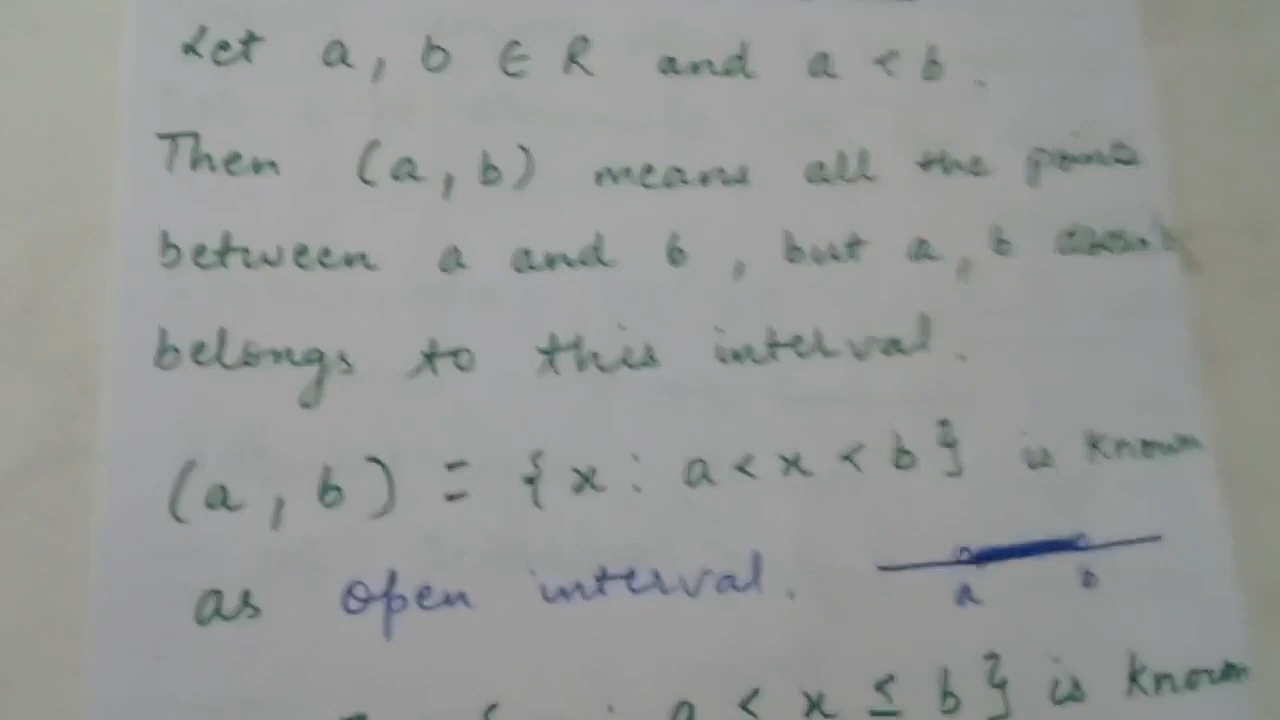 Let a, b ∈ R and a < b.
Then (a, b) means all the points
between a and b, but a, b
belongs to this interval.
(a, b) = {x : a < x < b} is known
as open interval.
a b
: a < x ≤ b} is known